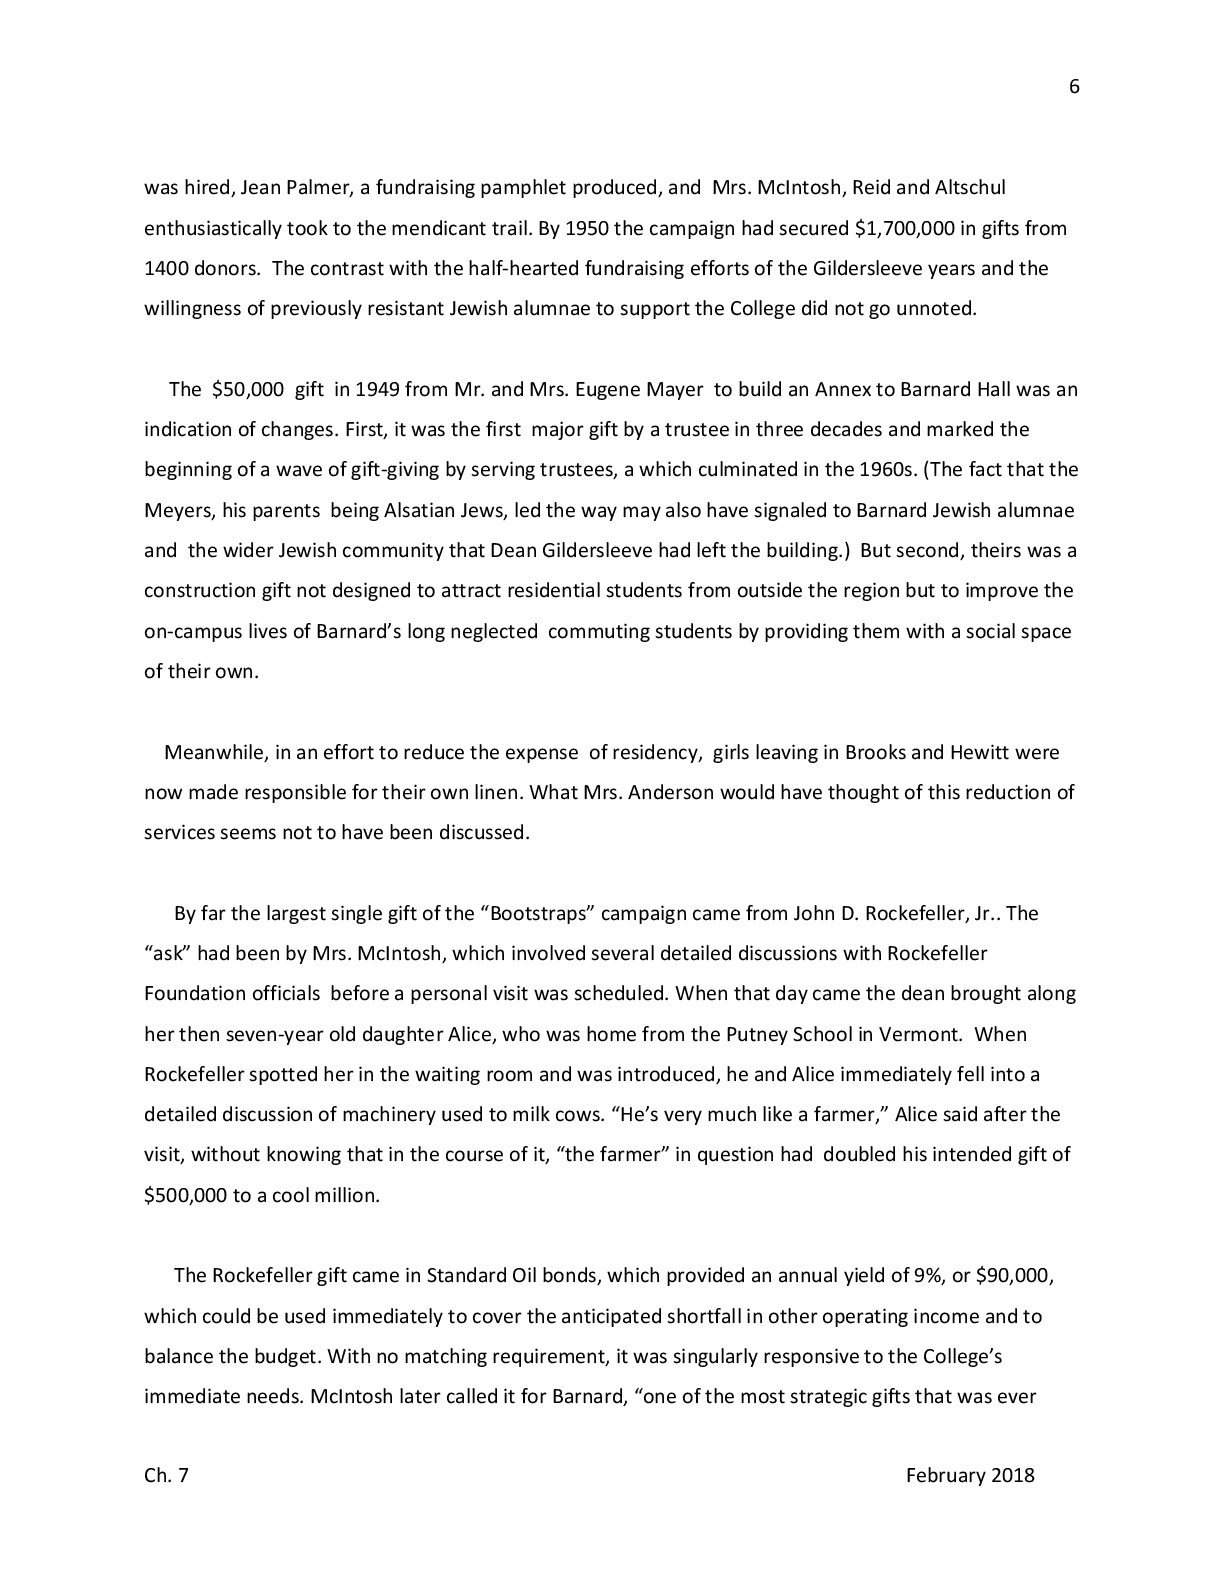 6
was hired, Jean Palmer, a fundraising pamphlet produced, and  Mrs. McIntosh, Reid and Altschul
enthusiastically took to the mendicant trail. By 1950 the campaign had secured $1,700,000 in gifts from
1400 donors.  The contrast with the half-hearted fundraising efforts of the Gildersleeve years and the
willingness of previously resistant Jewish alumnae to support the College did not go unnoted.
The  $50,000  gift  in 1949 from Mr. and Mrs. Eugene Mayer  to build an Annex to Barnard Hall was an
indication of changes. First, it was the first  major gift by a trustee in three decades and marked the
beginning of a wave of gift-giving by serving trustees, a which culminated in the 1960s. (The fact that the
Meyers, his parents  being Alsatian Jews, led the way may also have signaled to Barnard Jewish alumnae
and  the wider Jewish community that Dean Gildersleeve had left the building.)  But second, theirs was a
construction gift not designed to attract residential students from outside the region but to improve the
on-campus lives of Barnard’s long neglected  commuting students by providing them with a social space
of their own.
Meanwhile, in an effort to reduce the expense  of residency,  girls leaving in Brooks and Hewitt were
now made responsible for their own linen. What Mrs. Anderson would have thought of this reduction of
services seems not to have been discussed.
By far the largest single gift of the “Bootstraps” campaign came from John D. Rockefeller, Jr.. The
“ask” had been by Mrs. McIntosh, which involved several detailed discussions with Rockefeller
Foundation officials  before a personal visit was scheduled. When that day came the dean brought along
her then seven-year old daughter Alice, who was home from the Putney School in Vermont.  When
Rockefeller spotted her in the waiting room and was introduced, he and Alice immediately fell into a
detailed discussion of machinery used to milk cows. “He’s very much like a farmer,” Alice said after the
visit, without knowing that in the course of it, “the farmer” in question had  doubled his intended gift of
$500,000 to a cool million.
The Rockefeller gift came in Standard Oil bonds, which provided an annual yield of 9%, or $90,000,
which could be used immediately to cover the anticipated shortfall in other operating income and to
balance the budget. With no matching requirement, it was singularly responsive to the College’s
immediate needs. McIntosh later called it for Barnard, “one of the most strategic gifts that was ever
Ch. 7 February 2018